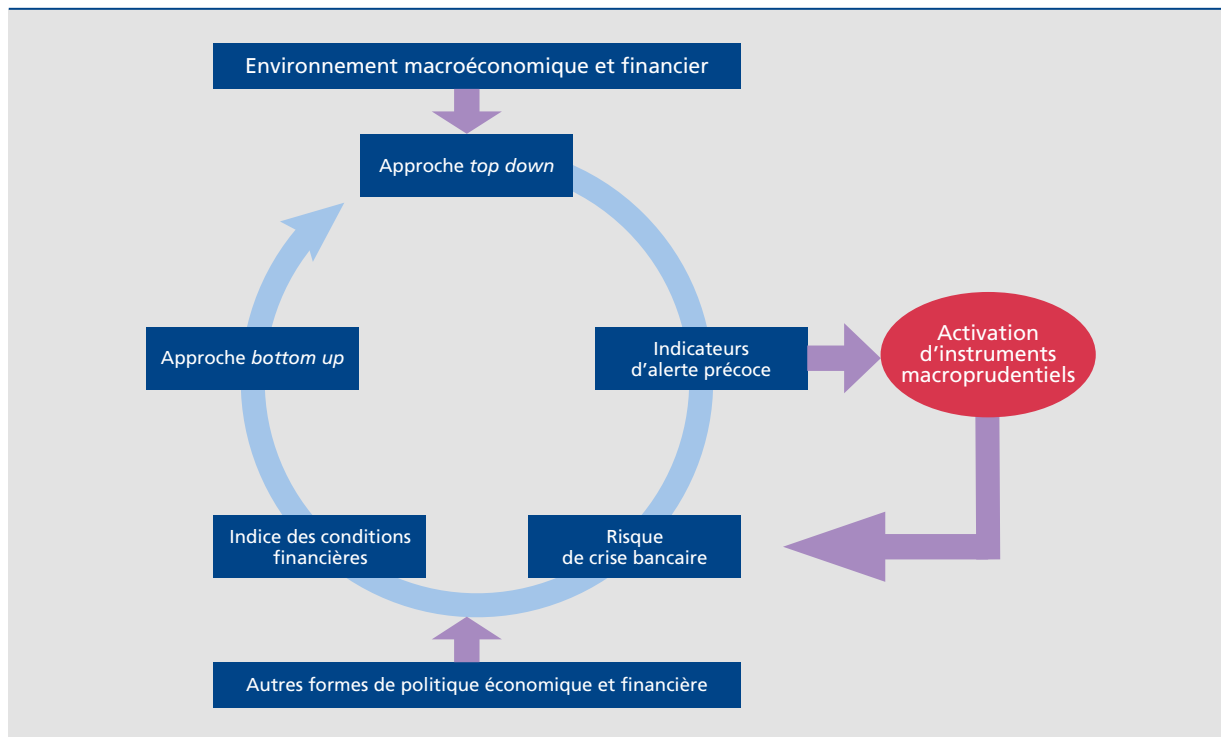 Environnement macroéconomique et financier
Approche top down
Approche bottom up
Indicateurs
d’alerte précoce
Activation
d’instruments
macroprudentiels
Indice des conditions
financières
Risque
de crise bancaire
Autres formes de politique économique et financière